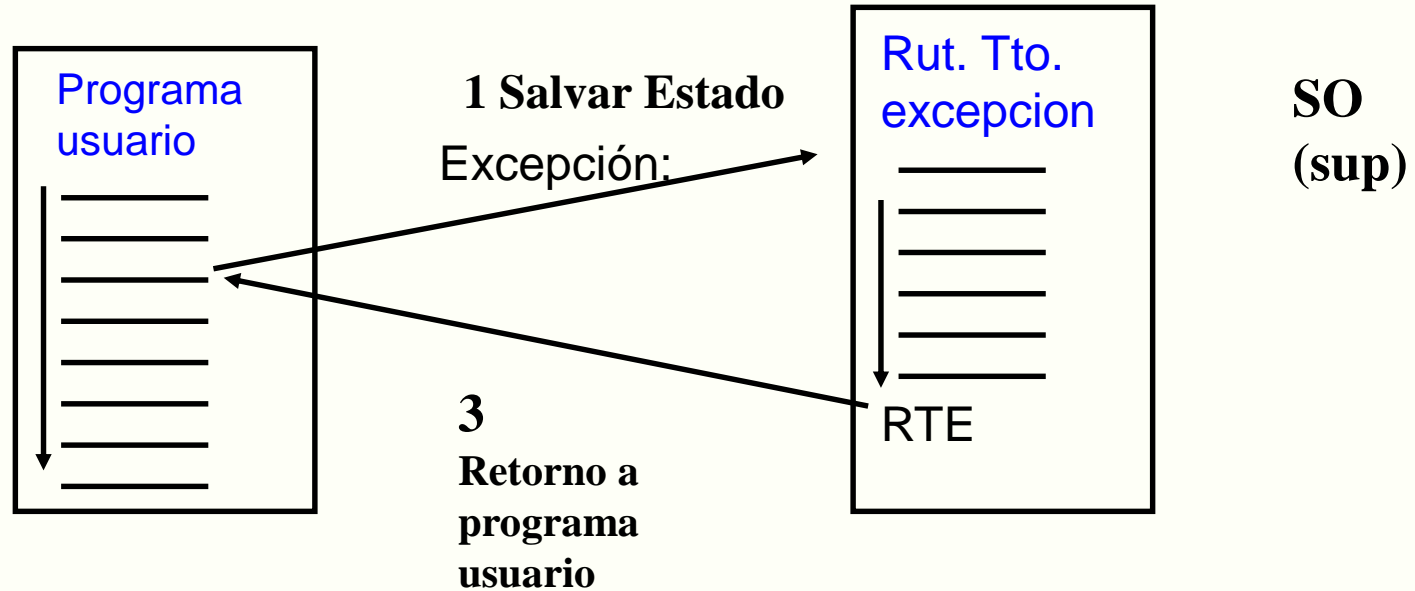 Programa
usuario
1 Salvar Estado
Excepción:
Rut. Tto.
excepcion
RTE
SO
(sup)
3
Retorno a
programa
usuario